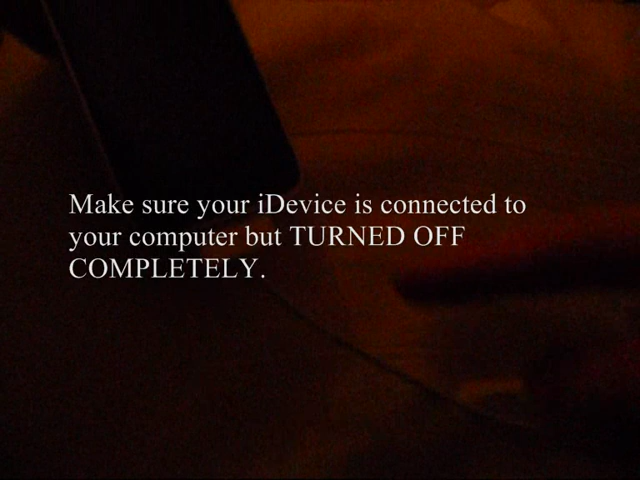 Make sure your iDevice is connected to
your computer but TURNED OFF
COMPLETELY.